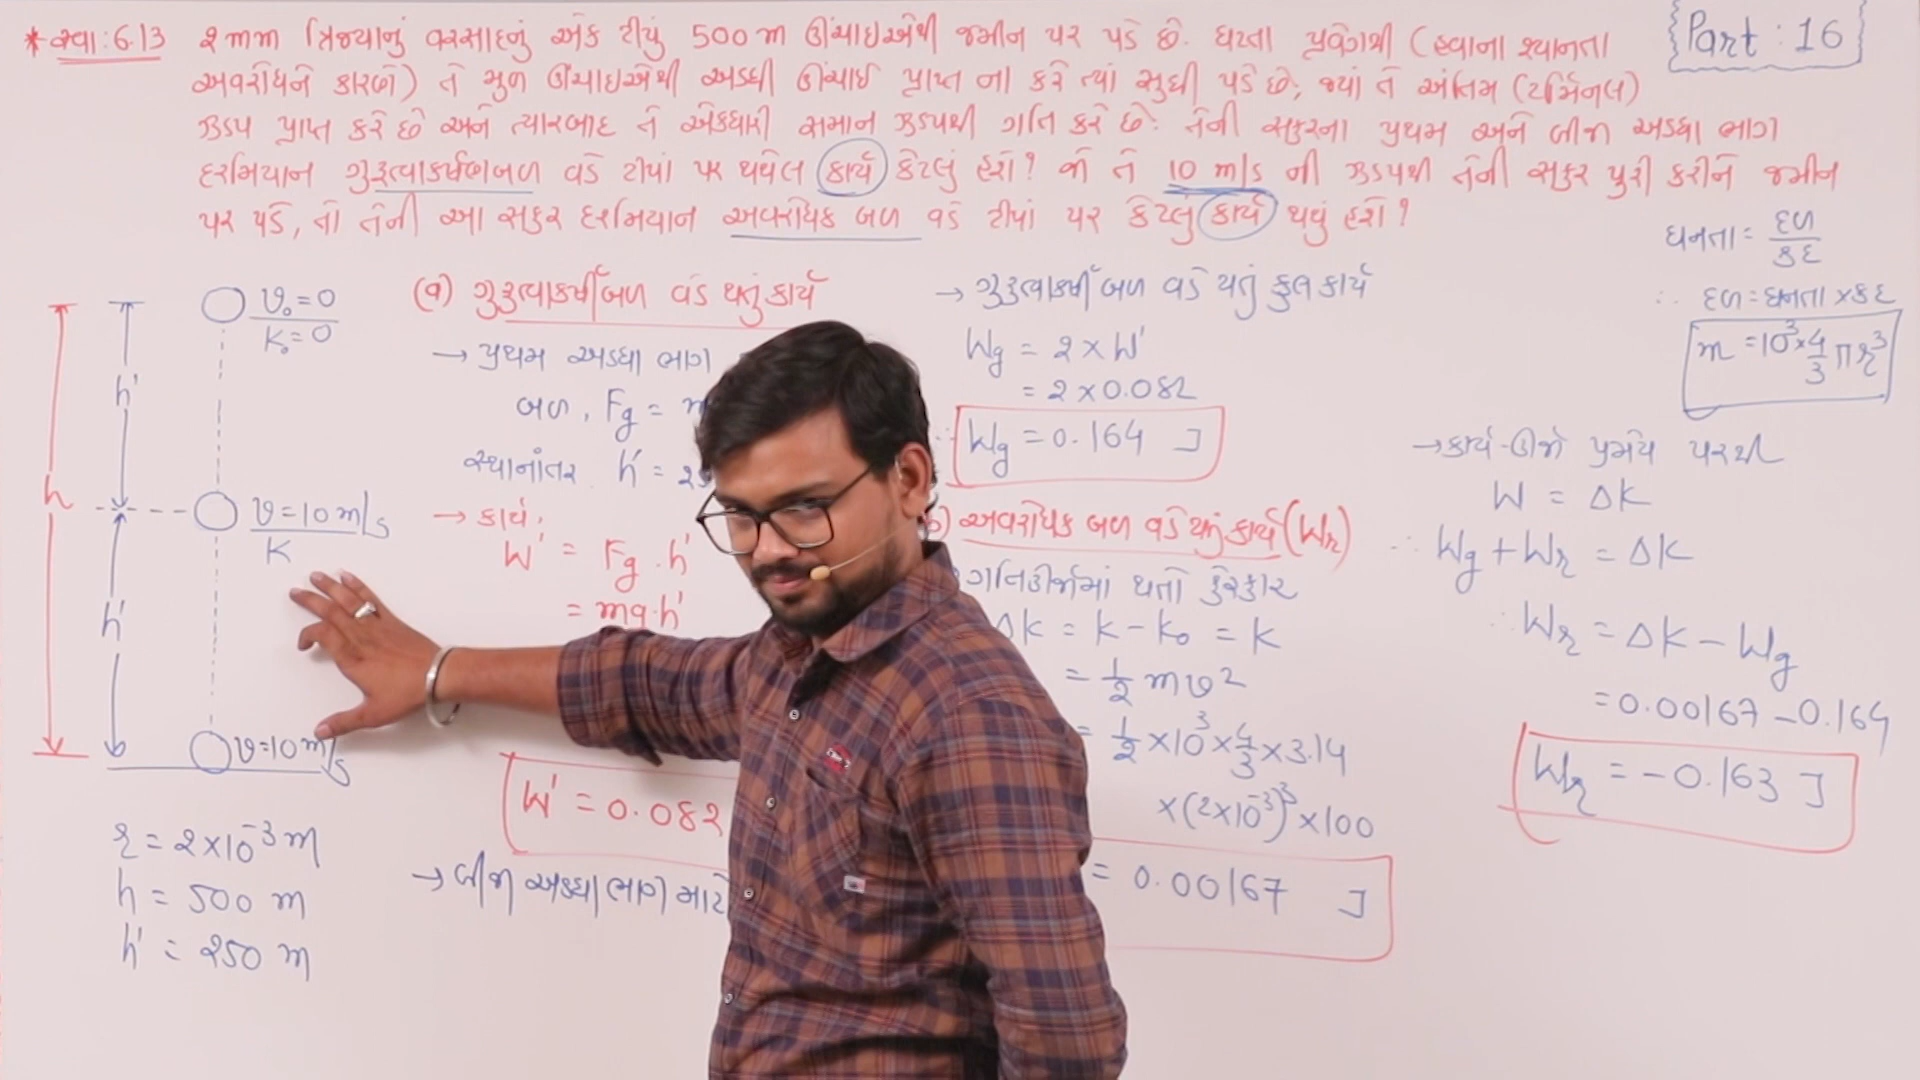 * સ્વા : 6.13 2 mm ત્રિજ્યાનું વરસાદનું એક ટીપું 500 m ઊંચાઇએથી જમીન પર પડે છે. ઘટતા પ્રવેગથી (હવાના શ્યાનતા
અવરોધને કારણે) તે મૂળ ઊંચાઇએથી અડધી ઊંચાઇ પ્રાપ્ત ના કરે ત્યાં સુધી પડે છે, જ્યાં તે અંતિમ (ટર્મિનલ)
ઝડપ પ્રાપ્ત કરે છે અને ત્યારબાદ તે એકધારી સમાન ઝડપથી ગતિ કરે છે. તેની સફરના પ્રથમ અને બીજા અડધા ભાગ
દરમિયાન ગુરુત્વાકર્ષણબળ વડે ટીપાં પર થયેલ કાર્ય કેટલું હશે? જો તે 10 m/s ની ઝડપથી તેની સફર પુરી કરીને જમીન
પર પડે, તો તેની આ સફર દરમિયાન અવરોધક બળ વડે ટીપાં પર કેટલું કાર્ય થયું હશે?
Part : 16
ઘનતા = દળ / કદ
∴ દળ = ઘનતા × કદ
m = 10³ × 4/3 πr³
v₀ = 0
K₀ = 0
h'
h
v = 10 m/s
K
h'
v = 10 m/s
r = 2×10⁻³ m
h = 500 m
h' = 250 m
(a) ગુરુત્વાકર્ષીબળ વડે થતું કાર્ય
→ પ્રથમ અડધા ભાગ
બળ, Fg = m
સ્થાનાંતર h' = 2
→ કાર્ય,
W' = Fg · h'
= mg·h'
W' = 0.082
→ બીજા અડધા ભાગ માટે
→ ગુરુત્વાકર્ષીબળ વડે થતું કુલ કાર્ય
Wg = 2 × W'
= 2 × 0.082
∴ Wg = 0.164 J
b) અવરોધક બળ વડે થતું કાર્ય (Wr)
ગતિઊર્જામાં થતો ફેરફાર
ΔK = K − K₀ = K
= 1/2 mv²
= 1/2 × 10³ × 4/3 × 3.14
× (2×10⁻³)³ × 100
= 0.00167 J
→ કાર્ય-ઊર્જા પ્રમેય પરથી
W = ΔK
∴ Wg + Wr = ΔK
∴ Wr = ΔK − Wg
= 0.00167 − 0.164
Wr = −0.163 J